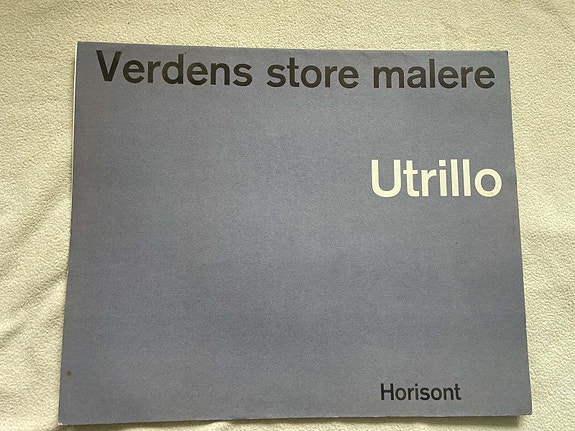 Verdens store malere
Utrillo
Horisont